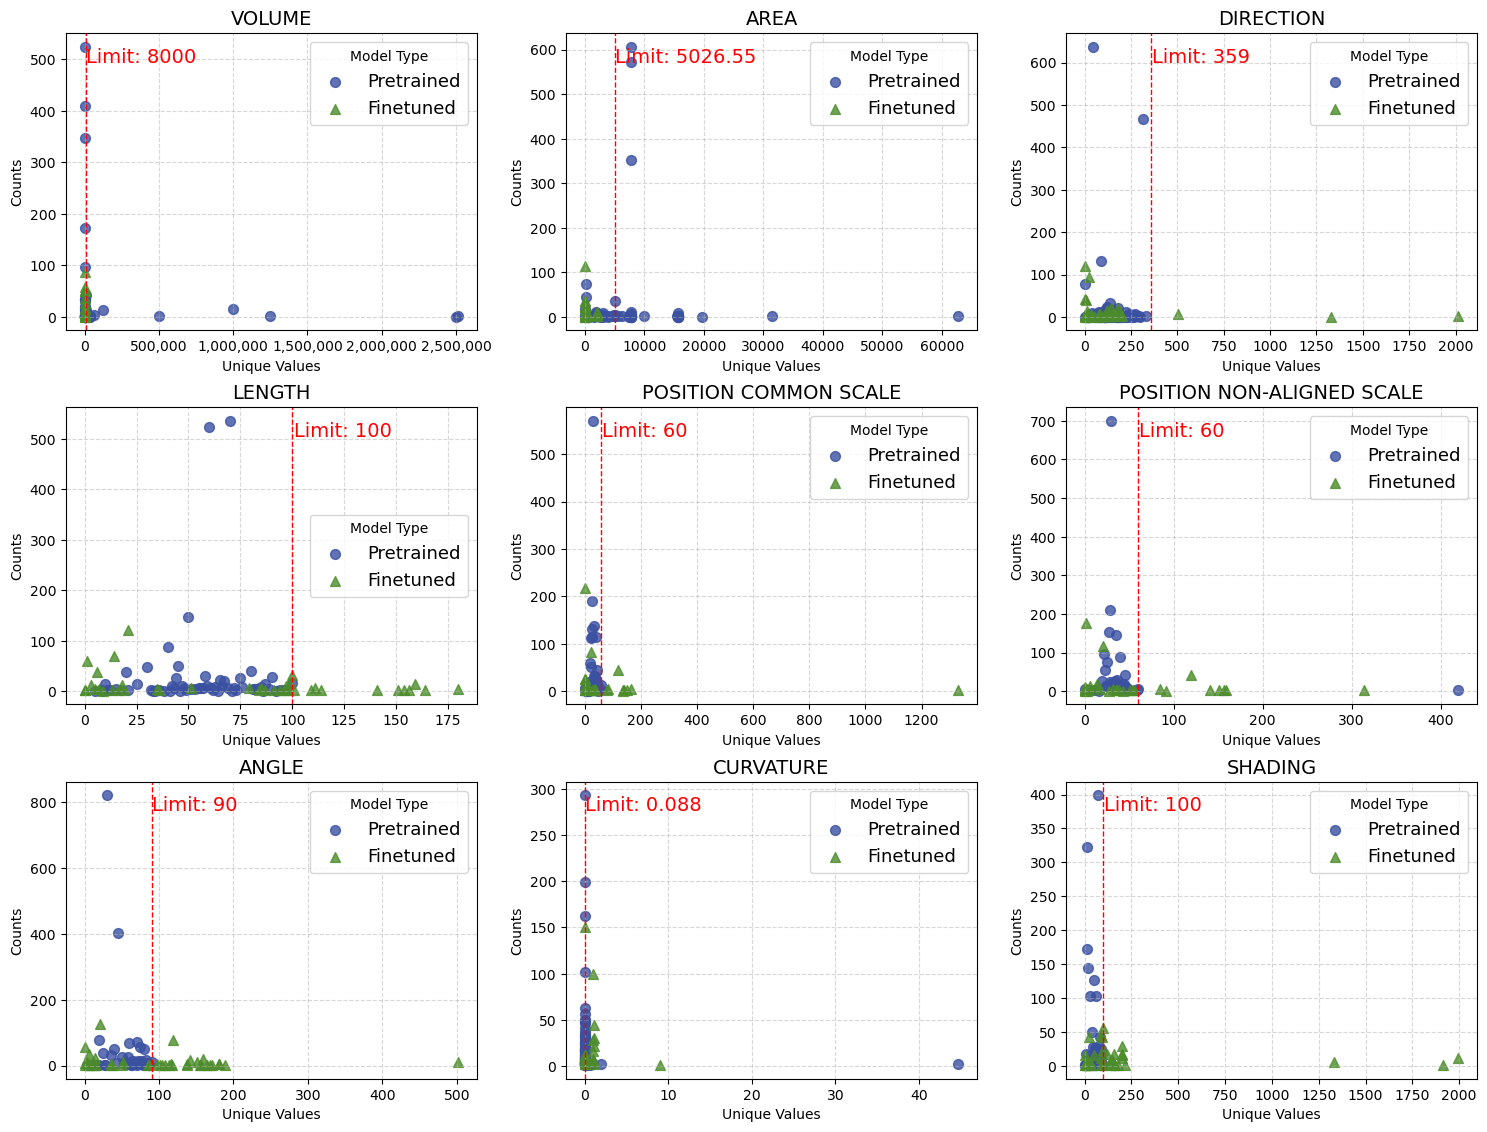 VOLUME
Counts
500
400
300
200
100
0
Limit: 8000
Model Type
Pretrained
Finetuned
0
500,000
1,000,000
1,500,000
2,000,000
2,500,000
Unique Values
AREA
Counts
600
500
400
300
200
100
0
Limit: 5026.55
Model Type
Pretrained
Finetuned
0
10000
20000
30000
40000
50000
60000
Unique Values
DIRECTION
Counts
600
500
400
300
200
100
0
Limit: 359
Model Type
Pretrained
Finetuned
0
250
500
750
1000
1250
1500
1750
2000
Unique Values
LENGTH
Counts
500
400
300
200
100
0
Limit: 100
Model Type
Pretrained
Finetuned
0
25
50
75
100
125
150
175
Unique Values
POSITION COMMON SCALE
Counts
500
400
300
200
100
0
Limit: 60
Model Type
Pretrained
Finetuned
0
200
400
600
800
1000
1200
Unique Values
POSITION NON-ALIGNED SCALE
Counts
700
600
500
400
300
200
100
0
Limit: 60
Model Type
Pretrained
Finetuned
0
100
200
300
400
Unique Values
ANGLE
Counts
800
600
400
200
0
Limit: 90
Model Type
Pretrained
Finetuned
0
100
200
300
400
500
Unique Values
CURVATURE
Counts
300
250
200
150
100
50
0
Limit: 0.088
Model Type
Pretrained
Finetuned
0
10
20
30
40
Unique Values
SHADING
Counts
400
350
300
250
200
150
100
50
0
Limit: 100
Model Type
Pretrained
Finetuned
0
250
500
750
1000
1250
1500
1750
2000
Unique Values